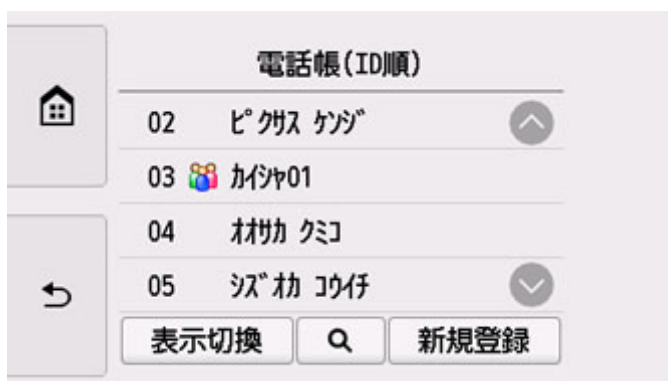 電話帳(ID順)
02 ﾋﾟｸｻｽ ｹﾝｼﾞ
03 ｶｲｼｬ01
04 ｵｵｻｶ ｸﾐｺ
05 ｼｽﾞｵｶ ｺｳｲﾁ
表示切換 新規登録